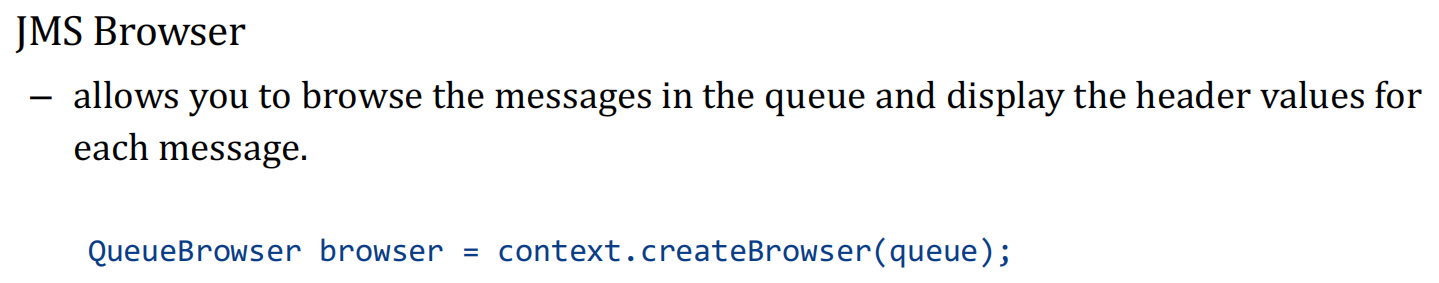 JMS Browser
– allows you to browse the messages in the queue and display the header values for
each message.
QueueBrowser browser = context.createBrowser(queue);